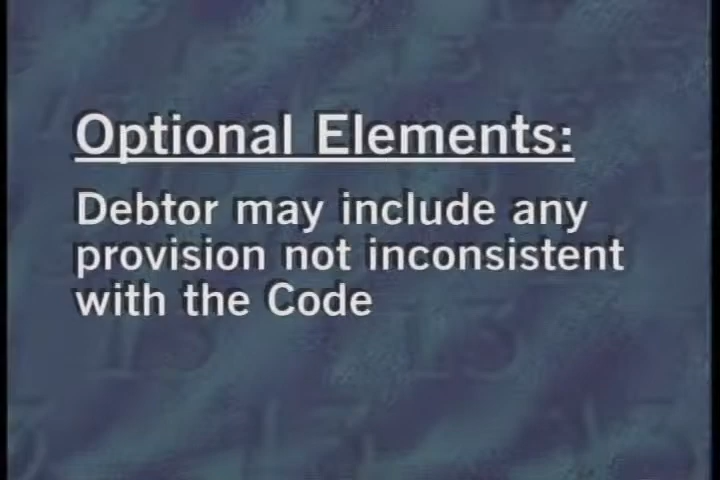 Optional Elements:
Debtor may include any
provision not inconsistent
with the Code